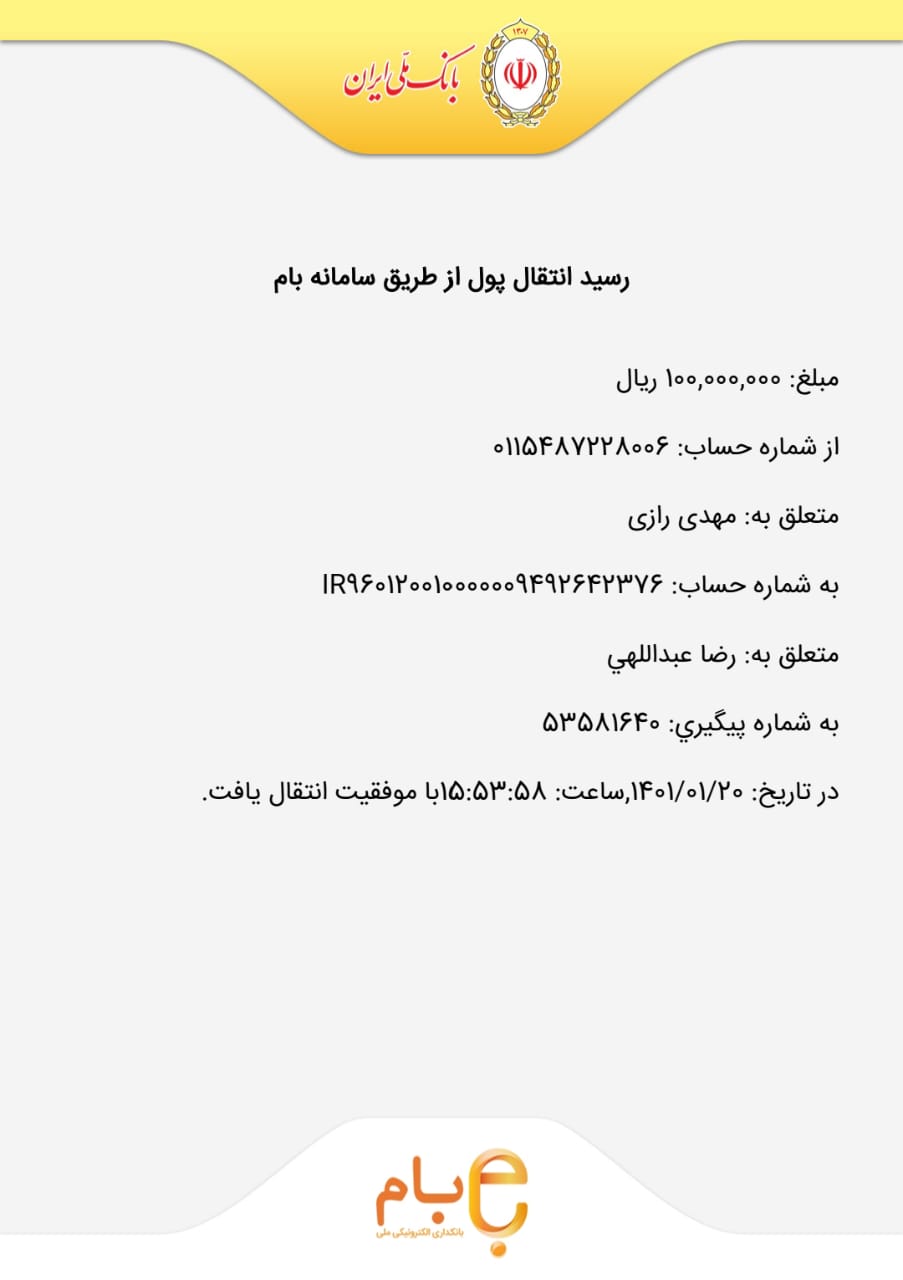 ۱۳۰۷
بانک ملّی ایران
رسید انتقال پول از طریق سامانه بام
مبلغ: ۱۰۰,۰۰۰,۰۰۰ ریال
از شماره حساب: ۰۱۱۵۴۸۷۲۲۸۰۰۶
متعلق به: مهدی رازی
به شماره حساب: IR۹۶۰۱۲۰۰۱۰۰۰۰۰۰۹۴۹۲۶۴۲۳۷۶
متعلق به: رضا عبداللهي
به شماره پیگيري: ۵۳۵۸۱۶۴۰
در تاریخ: ۱۴۰۱/۰۱/۲۰,ساعت: ۱۵:۵۳:۵۸با موفقیت انتقال یافت.
بام
بانکداری الکترونیکی ملی